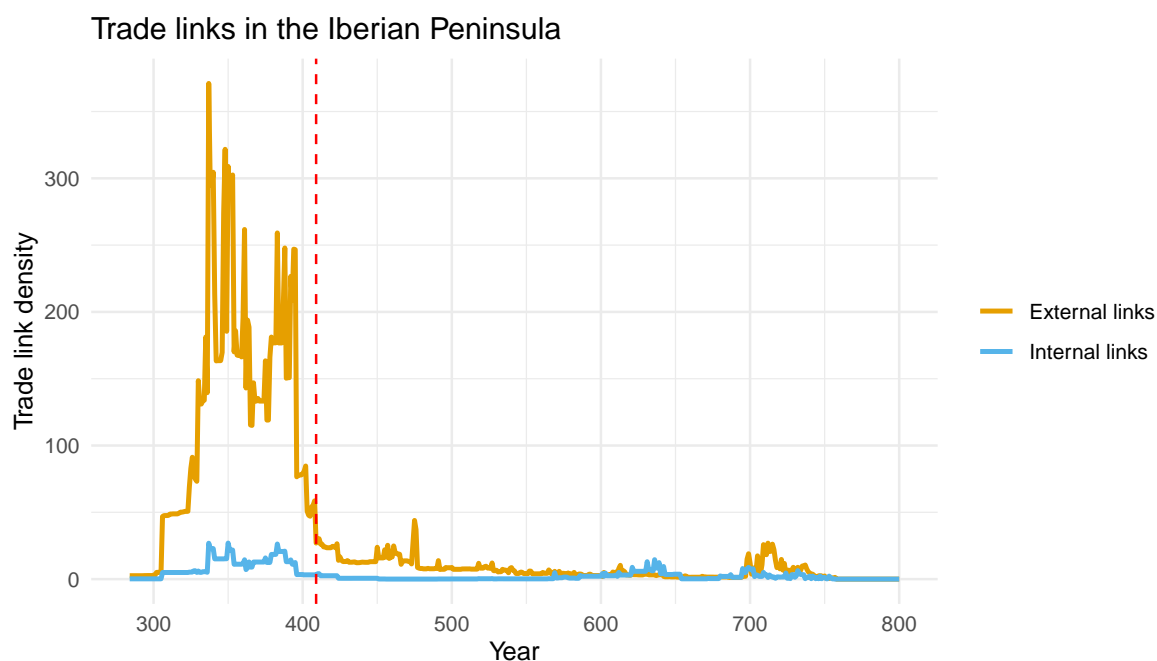 Trade links in the Iberian Peninsula
Trade link density
300
200
100
0
300 400 500 600 700 800
Year
External links
Internal links